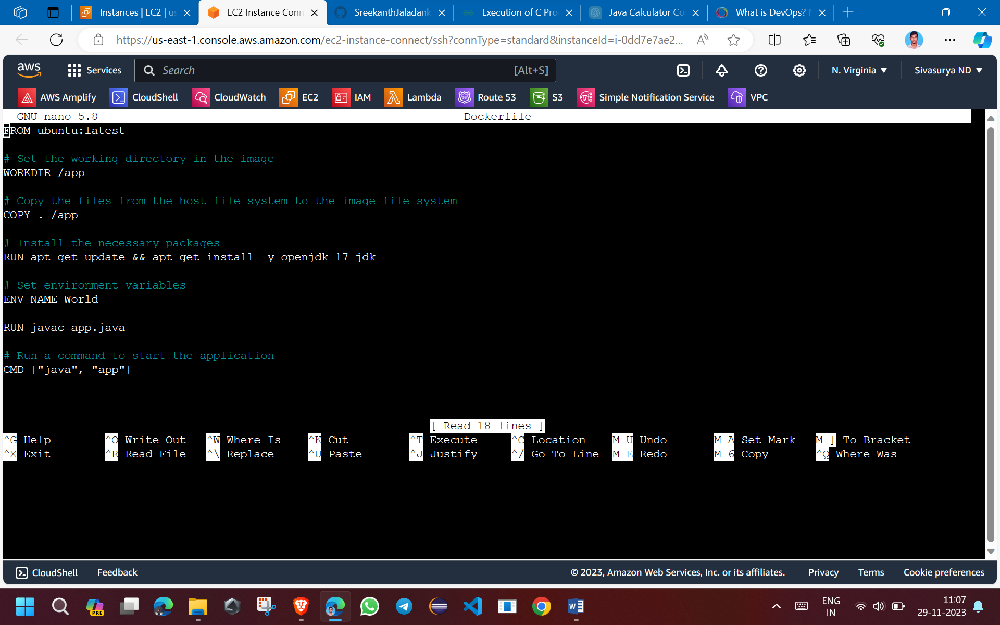 Instances | EC2 | us
EC2 Instance Conn
SreekanthJaladank
Execution of C Pro
Java Calculator Co
What is DevOps?
https://us-east-1.console.aws.amazon.com/ec2-instance-connect/ssh?connType=standard&instanceId=i-0dd7e7ae2...
aws
Services
Search
[Alt+S]
N. Virginia
Sivasurya ND
AWS Amplify
CloudShell
CloudWatch
EC2
IAM
Lambda
Route 53
S3
Simple Notification Service
VPC
GNU nano 5.8 Dockerfile
FROM ubuntu:latest
# Set the working directory in the image
WORKDIR /app
# Copy the files from the host file system to the image file system
COPY . /app
# Install the necessary packages
RUN apt-get update && apt-get install -y openjdk-17-jdk
# Set environment variables
ENV NAME World
RUN javac app.java
# Run a command to start the application
CMD ["java", "app"]
[ Read 18 lines ]
^G Help ^O Write Out ^W Where Is ^K Cut ^T Execute ^C Location M-U Undo M-A Set Mark M-] To Bracket
^X Exit ^R Read File ^\ Replace ^U Paste ^J Justify ^/ Go To Line M-E Redo M-6 Copy ^Q Where Was
CloudShell
Feedback
© 2023, Amazon Web Services, Inc. or its affiliates.
Privacy
Terms
Cookie preferences
PRE
ENG
IN
11:07
29-11-2023